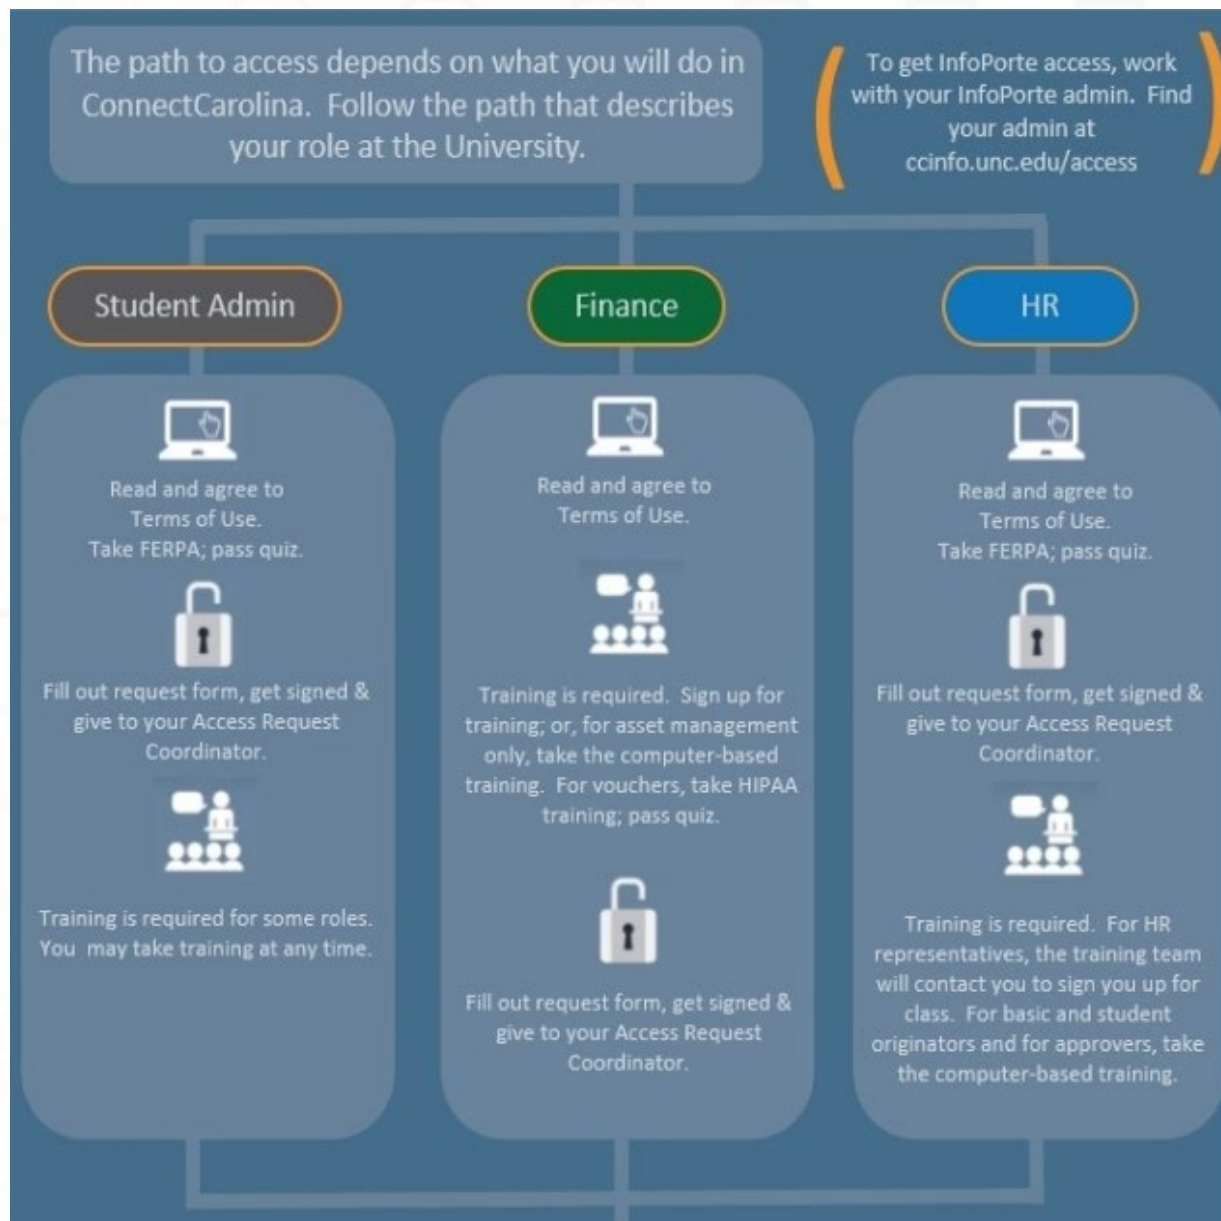 The path to access depends on what you will do in
ConnectCarolina. Follow the path that describes
your role at the University.
To get InfoPorte access, work
with your InfoPorte admin. Find
your admin at
ccinfo.unc.edu/access
Student Admin
Read and agree to
Terms of Use.
Take FERPA; pass quiz.
Fill out request form, get signed &
give to your Access Request
Coordinator.
Training is required for some roles.
You may take training at any time.
Finance
Read and agree to
Terms of Use.
Training is required. Sign up for
training; or, for asset management
only, take the computer-based
training. For vouchers, take HIPAA
training; pass quiz.
Fill out request form, get signed &
give to your Access Request
Coordinator.
HR
Read and agree to
Terms of Use.
Take FERPA; pass quiz.
Fill out request form, get signed &
give to your Access Request
Coordinator.
Training is required. For HR
representatives, the training team
will contact you to sign you up for
class. For basic and student
originators and for approvers, take
the computer-based training.